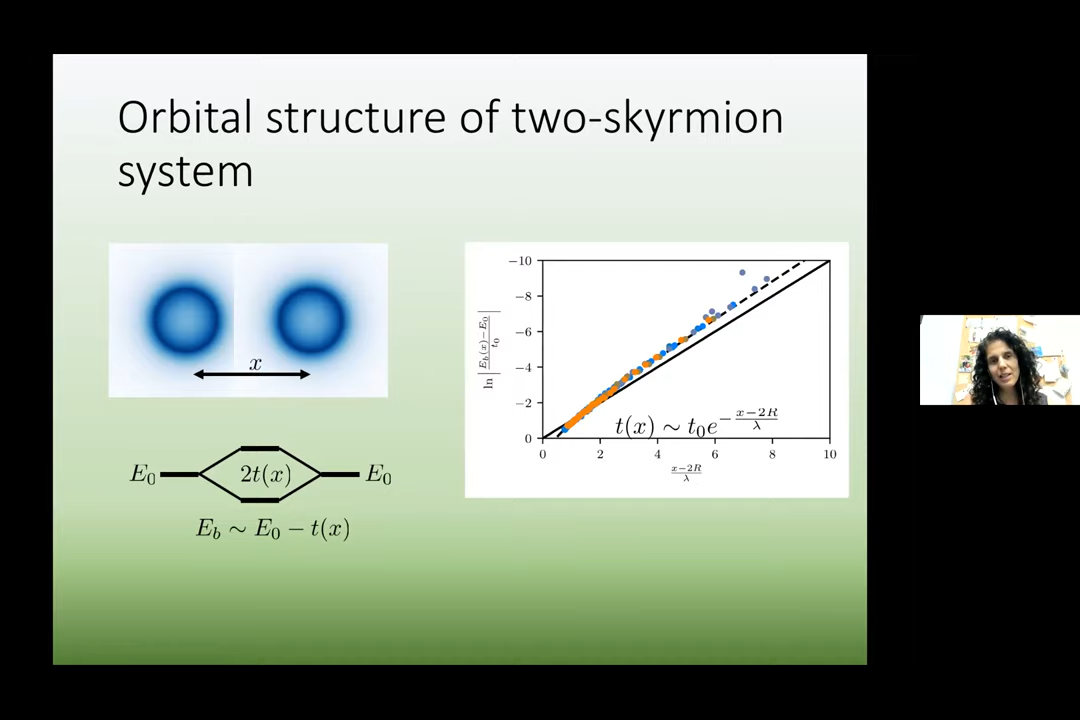 Orbital structure of two-skyrmion
system
x
E₀
2t(x)
E₀
E_b ∼ E₀ − t(x)
−10
−8
−6
−4
−2
0
ln |E_b(x)−E₀ / t₀|
t(x) ∼ t₀e^{−(x−2R)/λ}
0 2 4 6 8 10
x−2R / λ